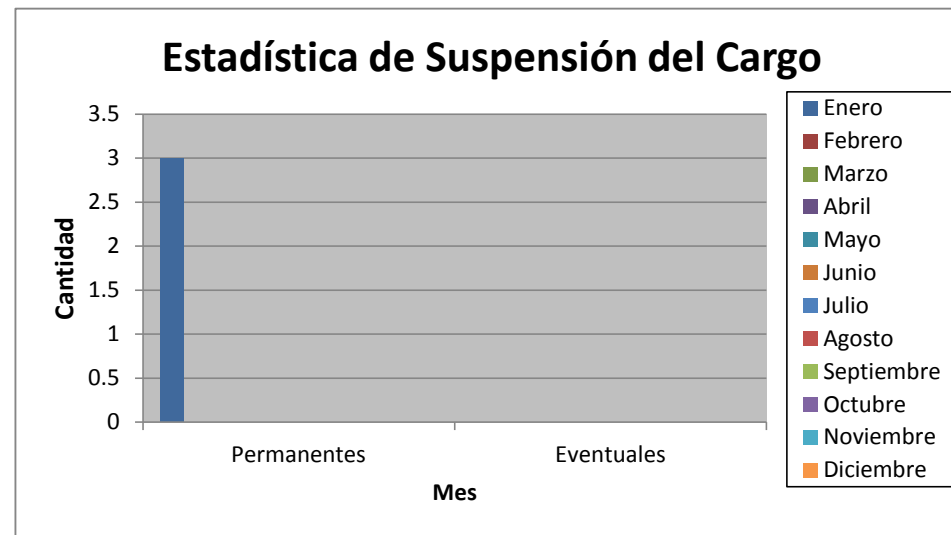 Estadística de Suspensión del Cargo
3.5
3
2.5
2
1.5
1
0.5
0
Cantidad
Permanentes
Eventuales
Mes
Enero
Febrero
Marzo
Abril
Mayo
Junio
Julio
Agosto
Septiembre
Octubre
Noviembre
Diciembre